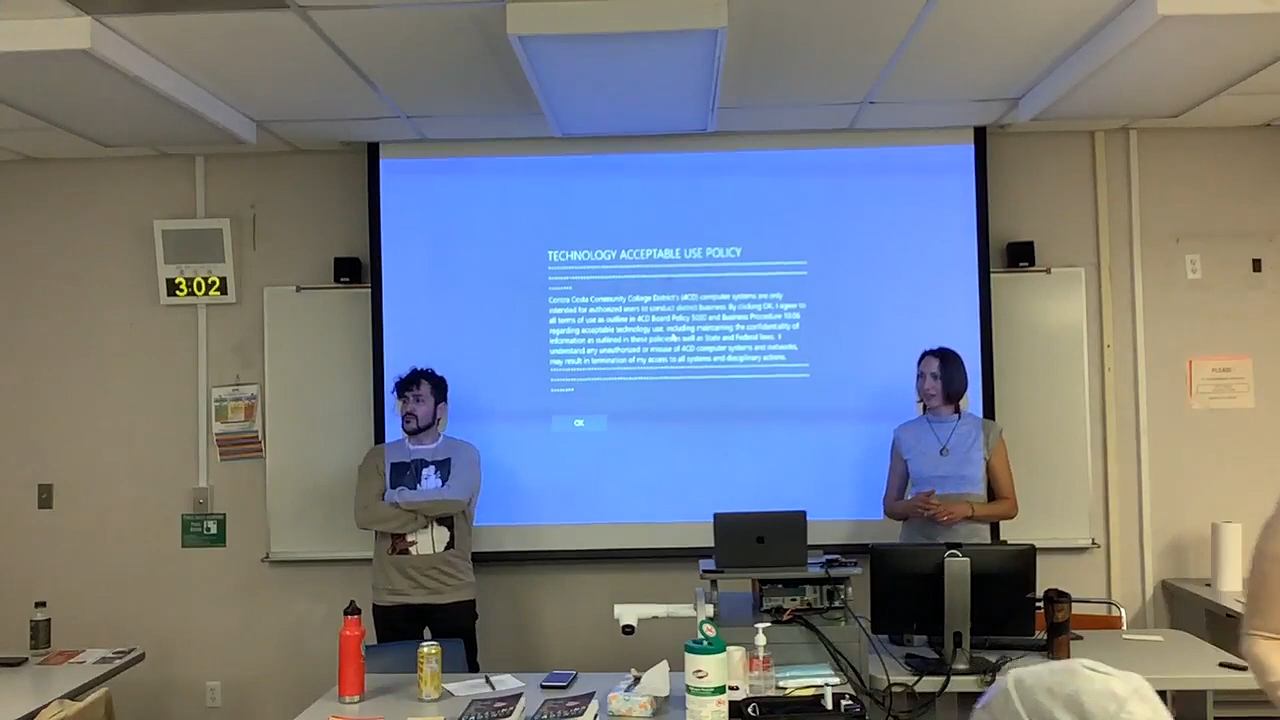 TECHNOLOGY ACCEPTABLE USE POLICY
Contra Costa Community College District's (4CD) computer systems are only
intended for authorized users to conduct district business. By clicking OK, I agree to
all terms of use as outline in 4CD Board Policy 5030 and Business Procedure 10.06
regarding acceptable technology use, including maintaining the confidentiality of
information as outlined in these policies as well as State and Federal laws. I
understand any unauthorized or misuse of 4CD computer systems and networks,
may result in termination of my access to all systems and disciplinary actions.
OK
3:02
PLEASE